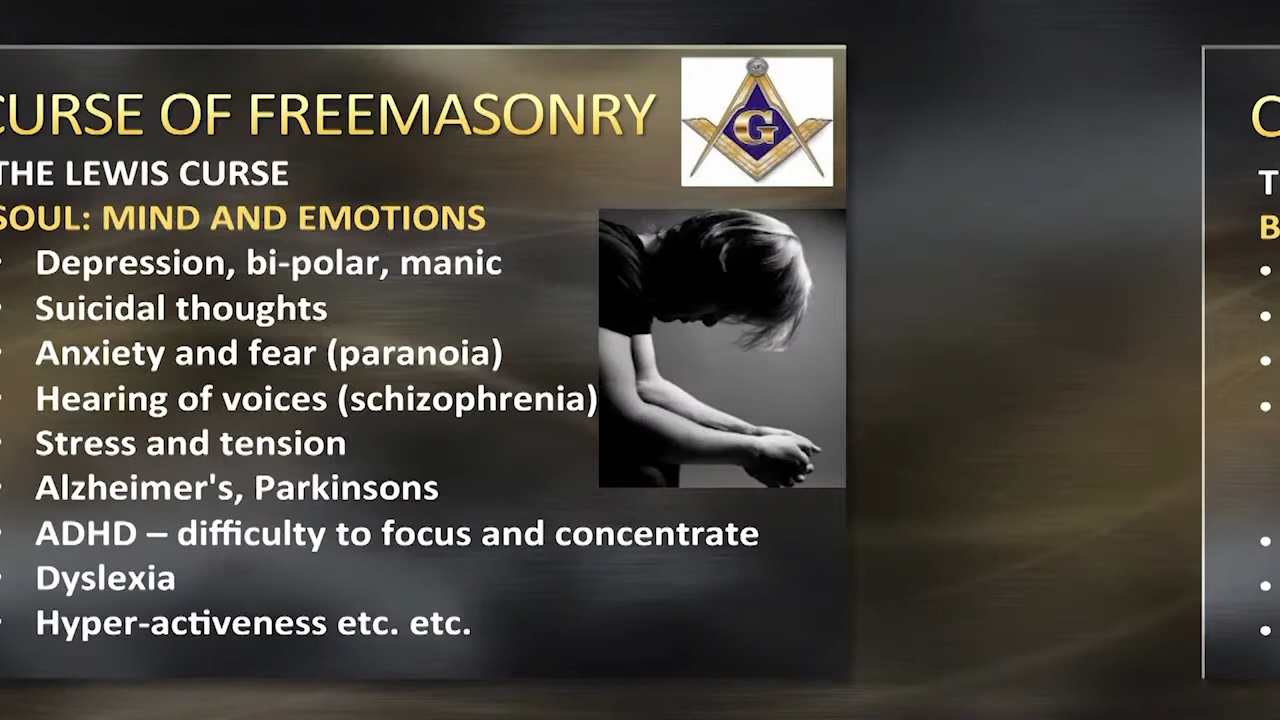 CURSE OF FREEMASONRY
G
THE LEWIS CURSE
SOUL: MIND AND EMOTIONS
• Depression, bi-polar, manic
• Suicidal thoughts
• Anxiety and fear (paranoia)
• Hearing of voices (schizophrenia)
• Stress and tension
• Alzheimer's, Parkinsons
• ADHD – difficulty to focus and concentrate
• Dyslexia
• Hyper-activeness etc. etc.
C
T
B